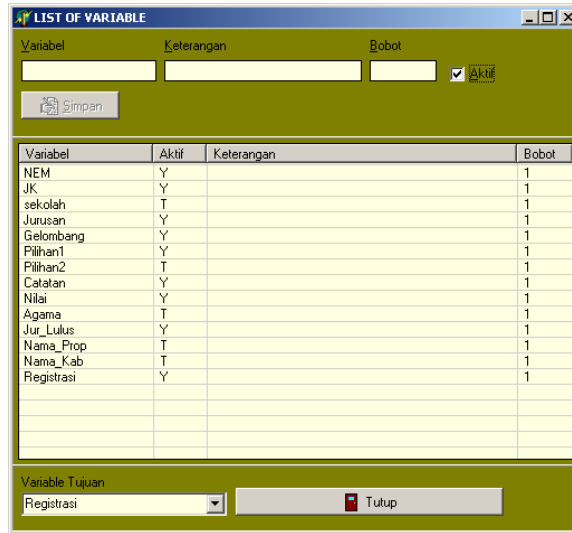 LIST OF VARIABLE
Variabel Keterangan Bobot
Aktif
Simpan
Variabel Aktif Keterangan Bobot
NEM Y 1
JK Y 1
sekolah T 1
Jurusan Y 1
Gelombang Y 1
Pilihan1 Y 1
Pilihan2 T 1
Catatan Y 1
Nilai Y 1
Agama T 1
Jur_Lulus Y 1
Nama_Prop T 1
Nama_Kab T 1
Registrasi Y 1
Variable Tujuan
Registrasi Tutup